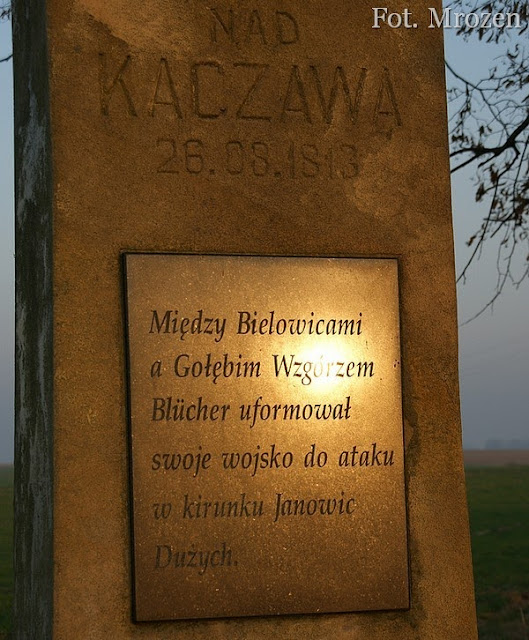 Fot. Mrozen
NAD
KACZAWĄ
26.08.1813
Między Bielowicami
a Gołębim Wzgórzem
Blücher uformował
swoje wojsko do ataku
w kirunku Janowic
Dużych.